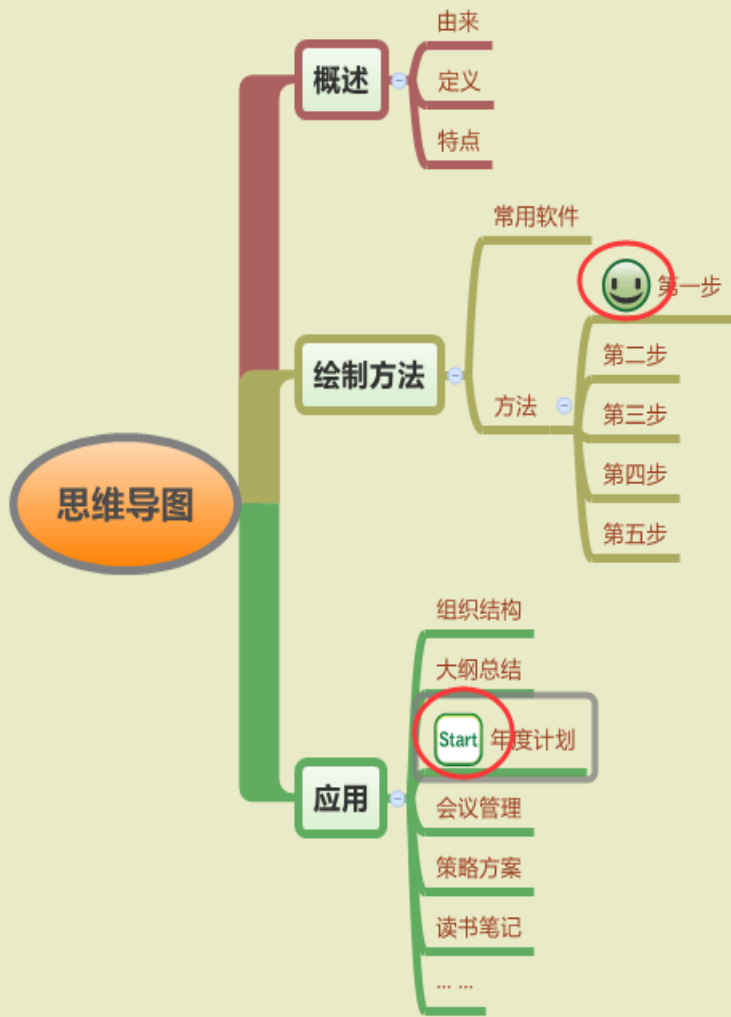 由来
概述
定义
特点
常用软件
第一步
第二步
绘制方法
方法
第三步
第四步
思维导图
第五步
组织结构
大纲总结
Start 年度计划
应用
会议管理
策略方案
读书笔记
... ...